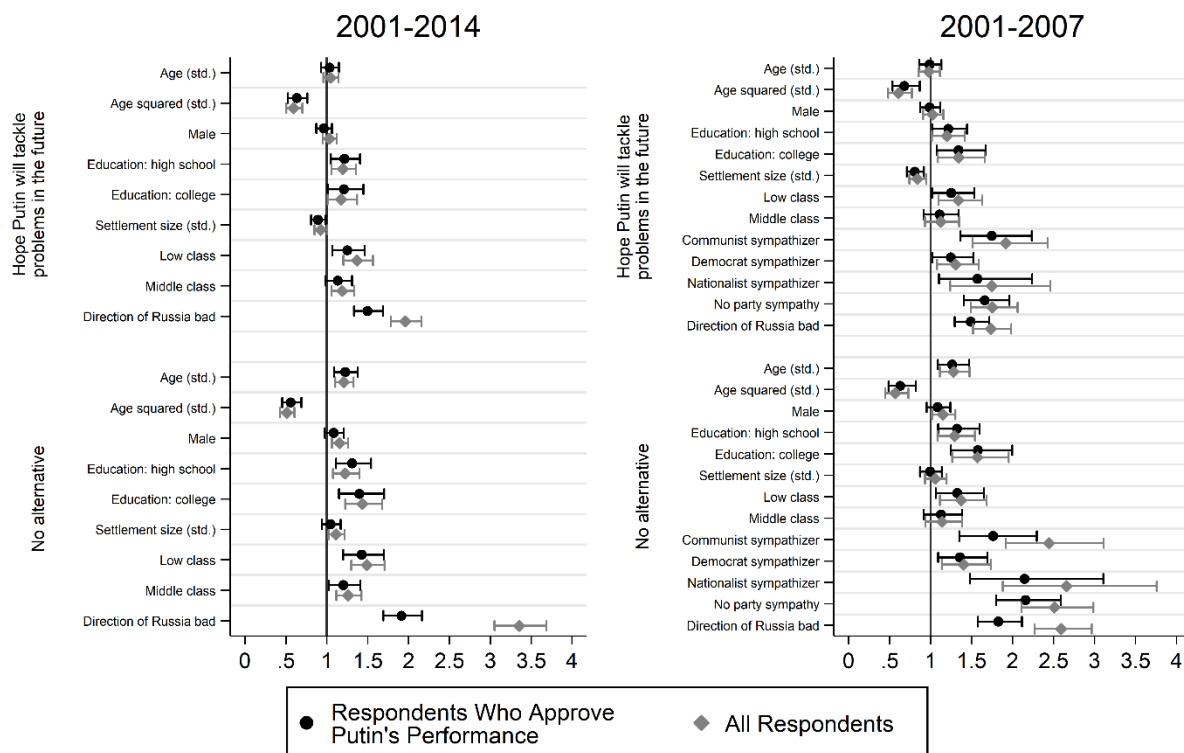 2001-2014
Hope Putin will tackle
problems in the future
Age (std.)
Age squared (std.)
Male
Education: high school
Education: college
Settlement size (std.)
Low class
Middle class
Direction of Russia bad
No alternative
Age (std.)
Age squared (std.)
Male
Education: high school
Education: college
Settlement size (std.)
Low class
Middle class
Direction of Russia bad
0 .5 1 1.5 2 2.5 3 3.5 4
2001-2007
Hope Putin will tackle
problems in the future
Age (std.)
Age squared (std.)
Male
Education: high school
Education: college
Settlement size (std.)
Low class
Middle class
Communist sympathizer
Democrat sympathizer
Nationalist sympathizer
No party sympathy
Direction of Russia bad
No alternative
Age (std.)
Age squared (std.)
Male
Education: high school
Education: college
Settlement size (std.)
Low class
Middle class
Communist sympathizer
Democrat sympathizer
Nationalist sympathizer
No party sympathy
Direction of Russia bad
0 .5 1 1.5 2 2.5 3 3.5 4
Respondents Who Approve
Putin's Performance
All Respondents